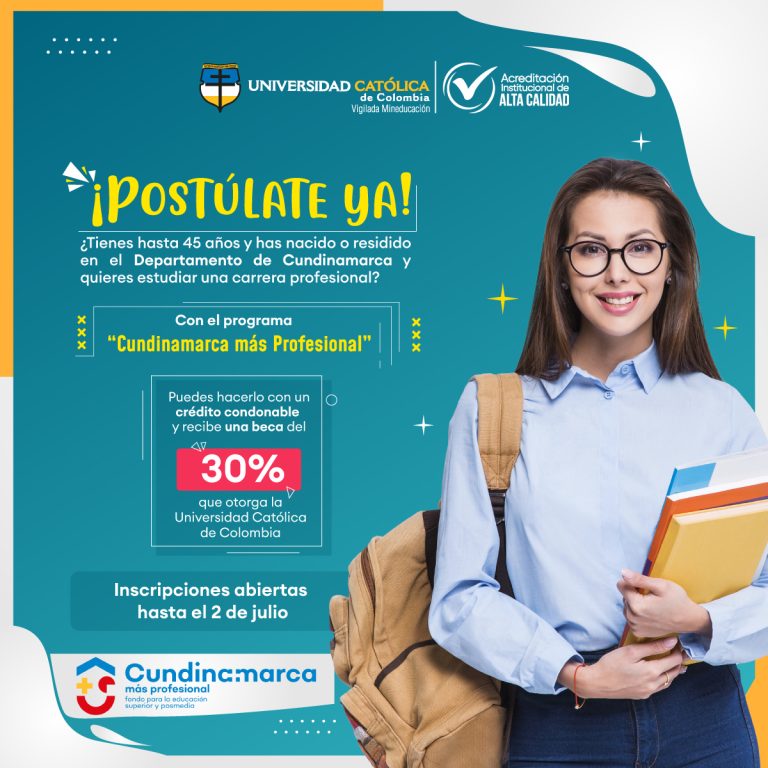 UNIVERSIDAD CATÓLICA
de Colombia
Vigilada Mineducación
Acreditación
Institucional de
ALTA CALIDAD
¡POSTÚLATE YA!
¿Tienes hasta 45 años y has nacido o residido
en el Departamento de Cundinamarca y
quieres estudiar una carrera profesional?
Con el programa
“Cundinamarca más Profesional”
Puedes hacerlo con un
crédito condonable
y recibe una beca del
30%
que otorga la
Universidad Católica
de Colombia
Inscripciones abiertas
hasta el 2 de julio
Cundinamarca
más profesional
fondo para la educación
superior y posmedia